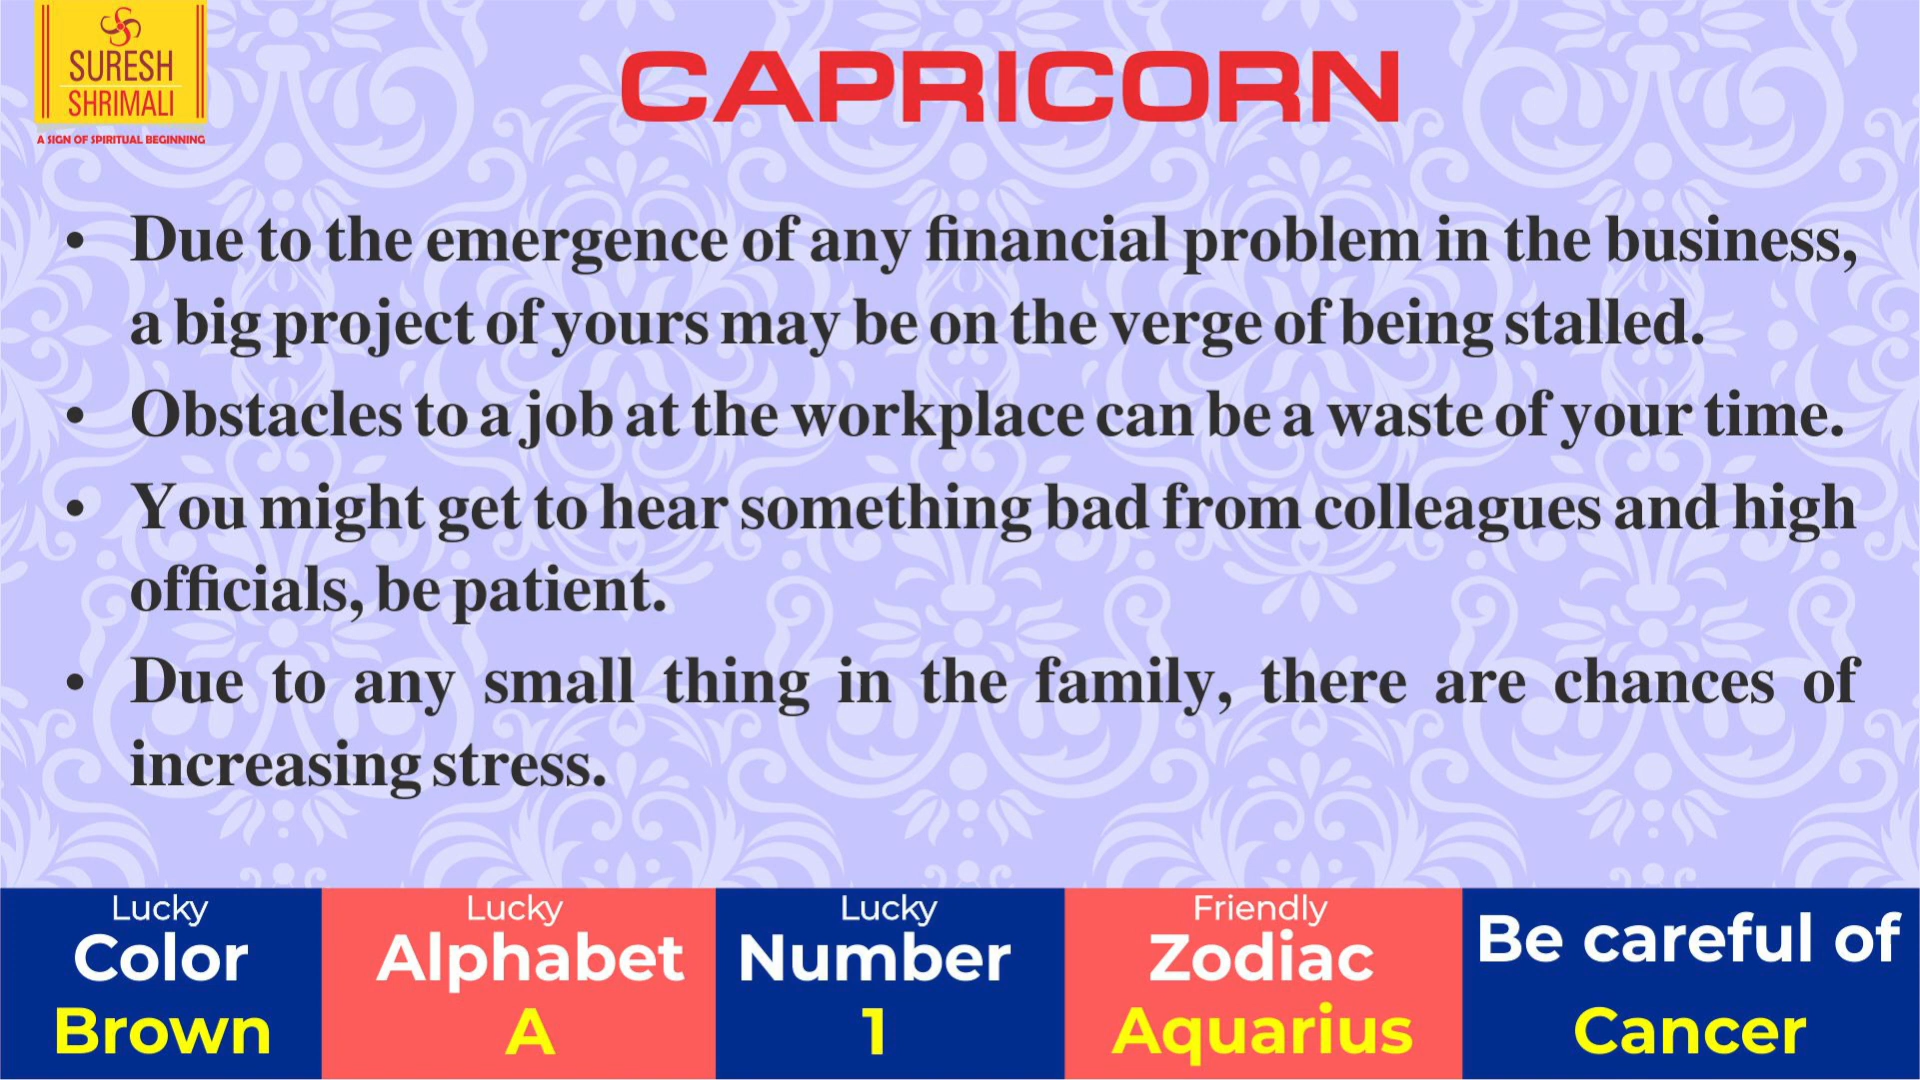 SURESH
SHRIMALI
A SIGN OF SPIRITUAL BEGINNING
CAPRICORN
• Due to the emergence of any financial problem in the business,
a big project of yours may be on the verge of being stalled.
• Obstacles to a job at the workplace can be a waste of your time.
• You might get to hear something bad from colleagues and high
officials, be patient.
• Due to any small thing in the family, there are chances of
increasing stress.
Lucky
Color
Brown
Lucky
Alphabet
A
Lucky
Number
1
Friendly
Zodiac
Aquarius
Be careful of
Cancer